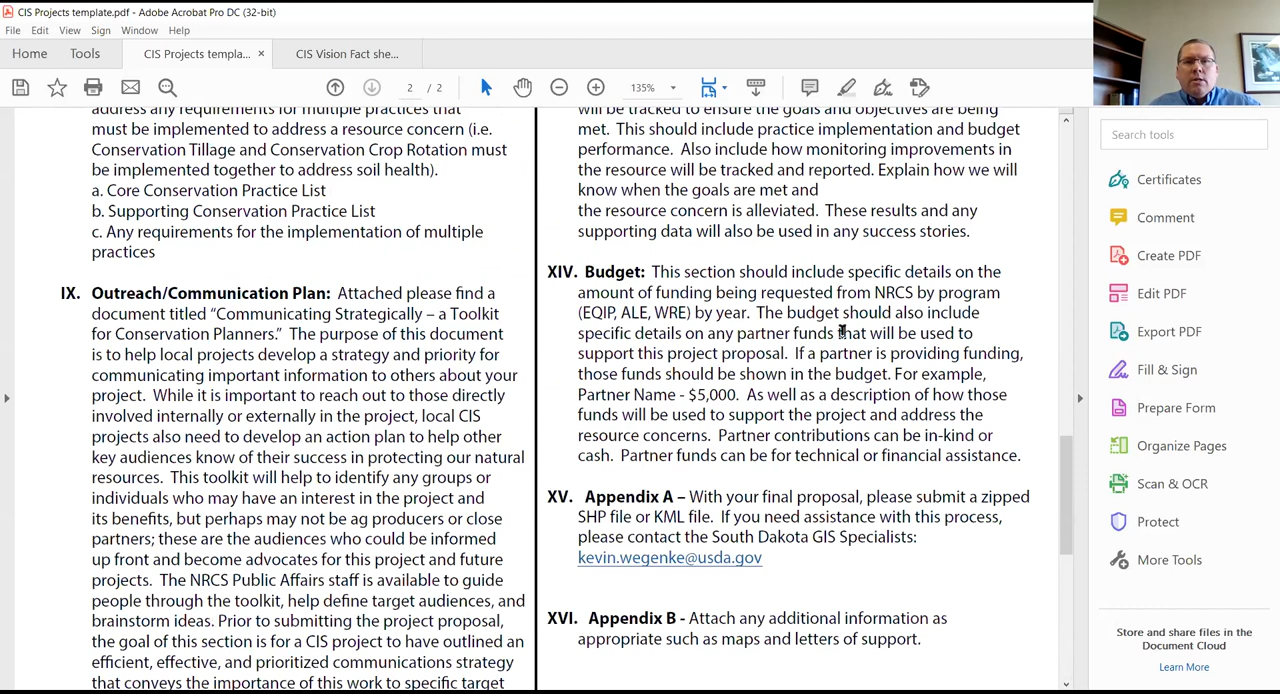 CIS Projects template.pdf - Adobe Acrobat Pro DC (32-bit)
File Edit View Sign Window Help
Home Tools CIS Projects templa... × CIS Vision Fact she...
2 / 2 135%
address any requirements for multiple practices that
must be implemented to address a resource concern (i.e.
Conservation Tillage and Conservation Crop Rotation must
be implemented together to address soil health).
a. Core Conservation Practice List
b. Supporting Conservation Practice List
c. Any requirements for the implementation of multiple
practices
IX. Outreach/Communication Plan: Attached please find a
document titled “Communicating Strategically – a Toolkit
for Conservation Planners.” The purpose of this document
is to help local projects develop a strategy and priority for
communicating important information to others about your
project. While it is important to reach out to those directly
involved internally or externally in the project, local CIS
projects also need to develop an action plan to help other
key audiences know of their success in protecting our natural
resources. This toolkit will help to identify any groups or
individuals who may have an interest in the project and
its benefits, but perhaps may not be ag producers or close
partners; these are the audiences who could be informed
up front and become advocates for this project and future
projects. The NRCS Public Affairs staff is available to guide
people through the toolkit, help define target audiences, and
brainstorm ideas. Prior to submitting the project proposal,
the goal of this section is for a CIS project to have outlined an
efficient, effective, and prioritized communications strategy
that conveys the importance of this work to specific target
will be tracked to ensure the goals and objectives are being
met. This should include practice implementation and budget
performance. Also include how monitoring improvements in
the resource will be tracked and reported. Explain how we will
know when the goals are met and
the resource concern is alleviated. These results and any
supporting data will also be used in any success stories.
XIV. Budget: This section should include specific details on the
amount of funding being requested from NRCS by program
(EQIP, ALE, WRE) by year. The budget should also include
specific details on any partner funds that will be used to
support this project proposal. If a partner is providing funding,
those funds should be shown in the budget. For example,
Partner Name - $5,000. As well as a description of how those
funds will be used to support the project and address the
resource concerns. Partner contributions can be in-kind or
cash. Partner funds can be for technical or financial assistance.
XV. Appendix A – With your final proposal, please submit a zipped
SHP file or KML file. If you need assistance with this process,
please contact the South Dakota GIS Specialists:
kevin.wegenke@usda.gov
XVI. Appendix B - Attach any additional information as
appropriate such as maps and letters of support.
Search tools
Certificates
Comment
Create PDF
Edit PDF
Export PDF
Fill & Sign
Prepare Form
Organize Pages
Scan & OCR
Protect
More Tools
Store and share files in the
Document Cloud
Learn More